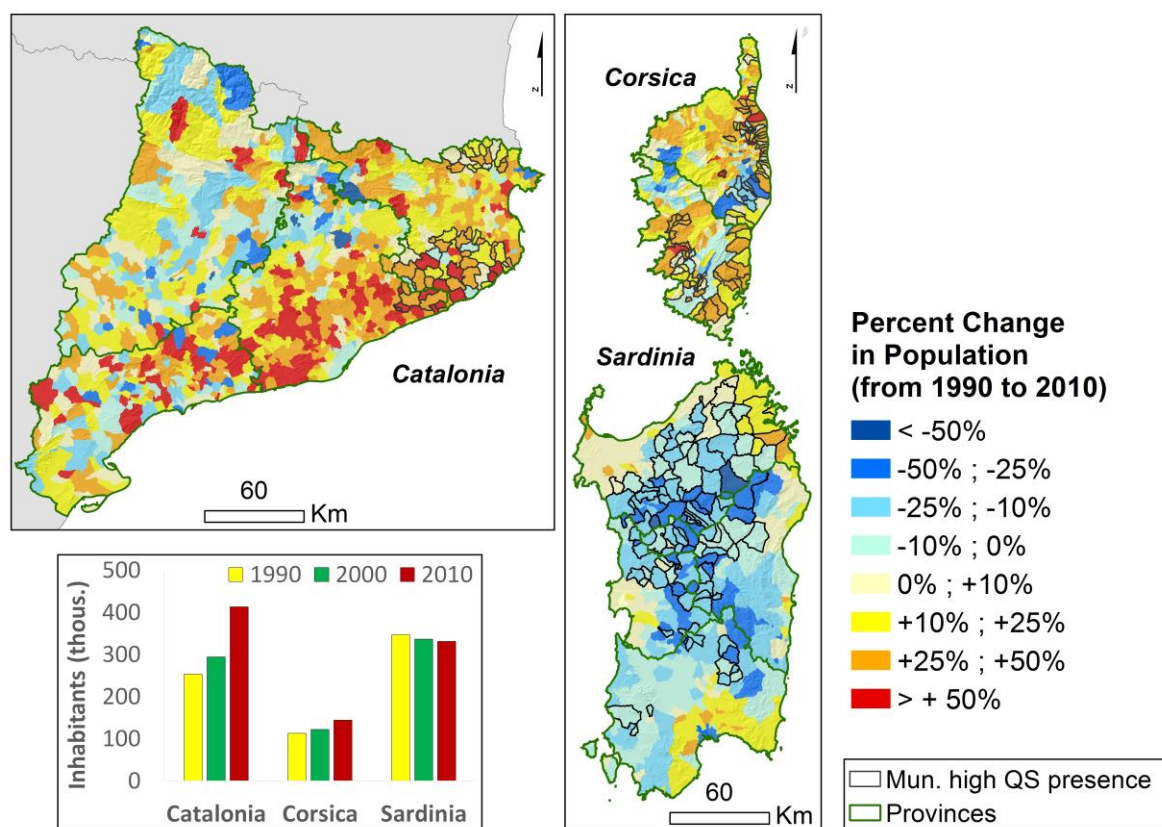 Corsica
z
z
Catalonia
Sardinia
60
Km
60
Km
Percent Change
in Population
(from 1990 to 2010)
< -50%
-50% ; -25%
-25% ; -10%
-10% ; 0%
0% ; +10%
+10% ; +25%
+25% ; +50%
> + 50%
Mun. high QS presence
Provinces
Inhabitants (thous.)
500
400
300
200
100
0
1990 2000 2010
Catalonia Corsica Sardinia